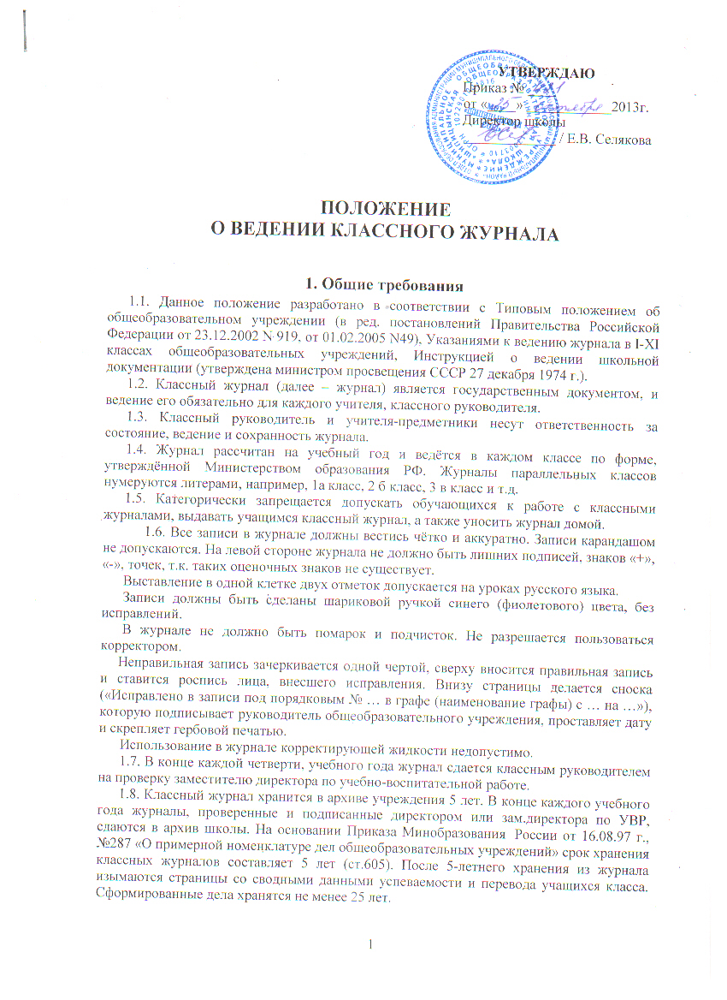 УТВЕРЖДАЮ
Приказ №
от « 25 » октября 2013г.
Директор школы
/ Е.В. Селякова
ПОЛОЖЕНИЕ
О ВЕДЕНИИ КЛАССНОГО ЖУРНАЛА
1. Общие требования
1.1. Данное положение разработано в соответствии с Типовым положением об
общеобразовательном учреждении (в ред. постановлений Правительства Российской
Федерации от 23.12.2002 N 919, от 01.02.2005 N49), Указаниями к ведению журнала в I-XI
классах общеобразовательных учреждений, Инструкцией о ведении школьной
документации (утверждена министром просвещения СССР 27 декабря 1974 г.).
1.2. Классный журнал (далее – журнал) является государственным документом, и
ведение его обязательно для каждого учителя, классного руководителя.
1.3. Классный руководитель и учителя-предметники несут ответственность за
состояние, ведение и сохранность журнала.
1.4. Журнал рассчитан на учебный год и ведётся в каждом классе по форме,
утверждённой Министерством образования РФ. Журналы параллельных классов
нумеруются литерами, например, 1а класс, 2 б класс, 3 в класс и т.д.
1.5. Категорически запрещается допускать обучающихся к работе с классными
журналами, выдавать учащимся классный журнал, а также уносить журнал домой.
1.6. Все записи в журнале должны вестись чётко и аккуратно. Записи карандашом
не допускаются. На левой стороне журнала не должно быть лишних подписей, знаков «+»,
«-», точек, т.к. таких оценочных знаков не существует.
Выставление в одной клетке двух отметок допускается на уроках русского языка.
Записи должны быть сделаны шариковой ручкой синего (фиолетового) цвета, без
исправлений.
В журнале не должно быть помарок и подчисток. Не разрешается пользоваться
корректором.
Неправильная запись зачеркивается одной чертой, сверху вносится правильная запись
и ставится роспись лица, внесшего исправления. Внизу страницы делается сноска
(«Исправлено в записи под порядковым № … в графе (наименование графы) с … на …»),
которую подписывает руководитель общеобразовательного учреждения, проставляет дату
и скрепляет гербовой печатью.
Использование в журнале корректирующей жидкости недопустимо.
1.7. В конце каждой четверти, учебного года журнал сдается классным руководителем
на проверку заместителю директора по учебно-воспитательной работе.
1.8. Классный журнал хранится в архиве учреждения 5 лет. В конце каждого учебного
года журналы, проверенные и подписанные директором или зам.директора по УВР,
сдаются в архив школы. На основании Приказа Минобразования России от 16.08.97 г.,
№287 «О примерной номенклатуре дел общеобразовательных учреждений» срок хранения
классных журналов составляет 5 лет (ст.605). После 5-летнего хранения из журнала
изымаются страницы со сводными данными успеваемости и перевода учащихся класса.
Сформированные дела хранятся не менее 25 лет.
1